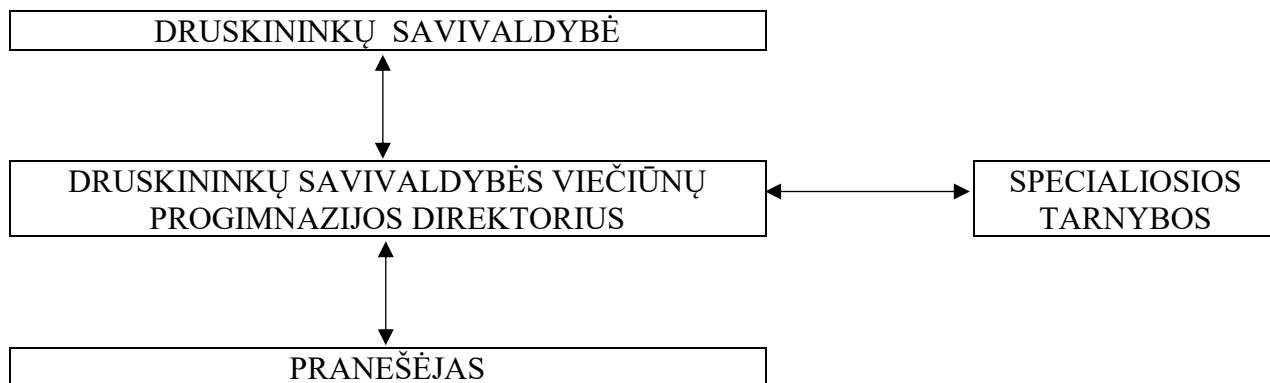 DRUSKININKŲ  SAVIVALDYBĖ
DRUSKININKŲ SAVIVALDYBĖS VIEČIŪNŲ
PROGIMNAZIJOS DIREKTORIUS
SPECIALIOSIOS
TARNYBOS
PRANEŠĖJAS